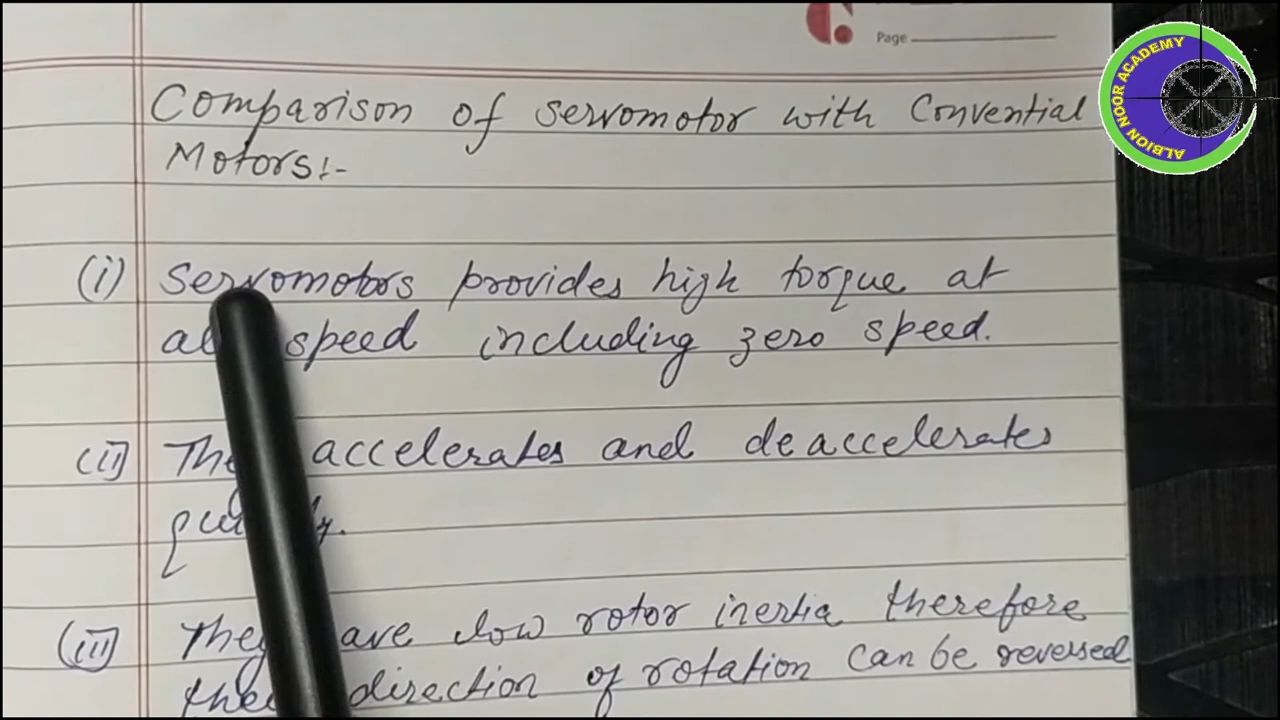 Page
ALBION NOOR ACADEMY
Comparison of servomotor with Convential
Motors:-
(i) Servomotors provides high torque at
speed including zero speed.
(ii) accelerates and deaccelerates
(iii) They low rotor inertia therefore
direction of rotation can be reversed